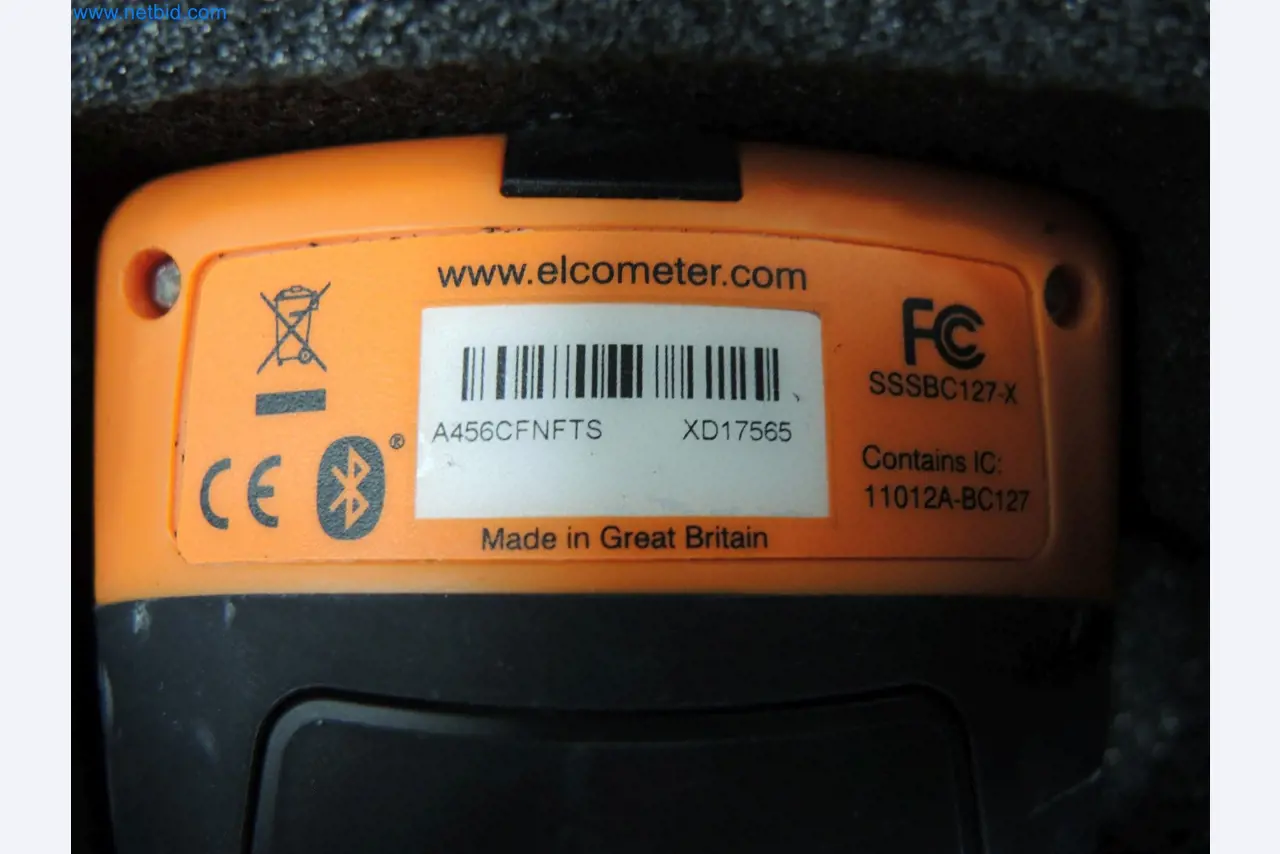 www.netbid.com
www.elcometer.com
FC
SSSBC127-X
A456CFNFTS XD17565
Contains IC:
11012A-BC127
CE
®
Made in Great Britain